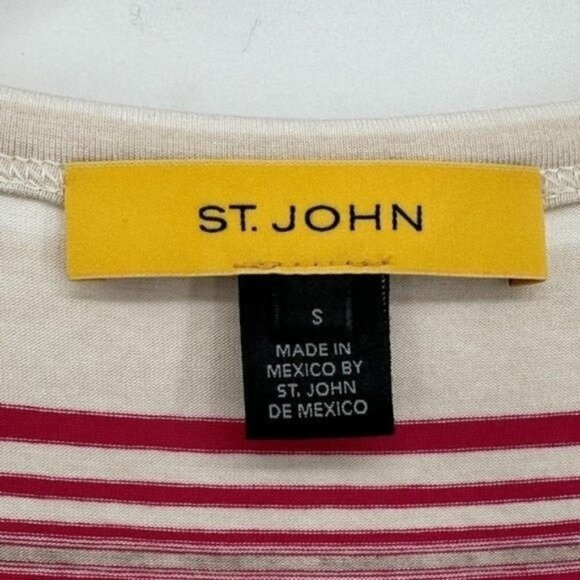 ST. JOHN
S
MADE IN
MEXICO BY
ST. JOHN
DE MEXICO